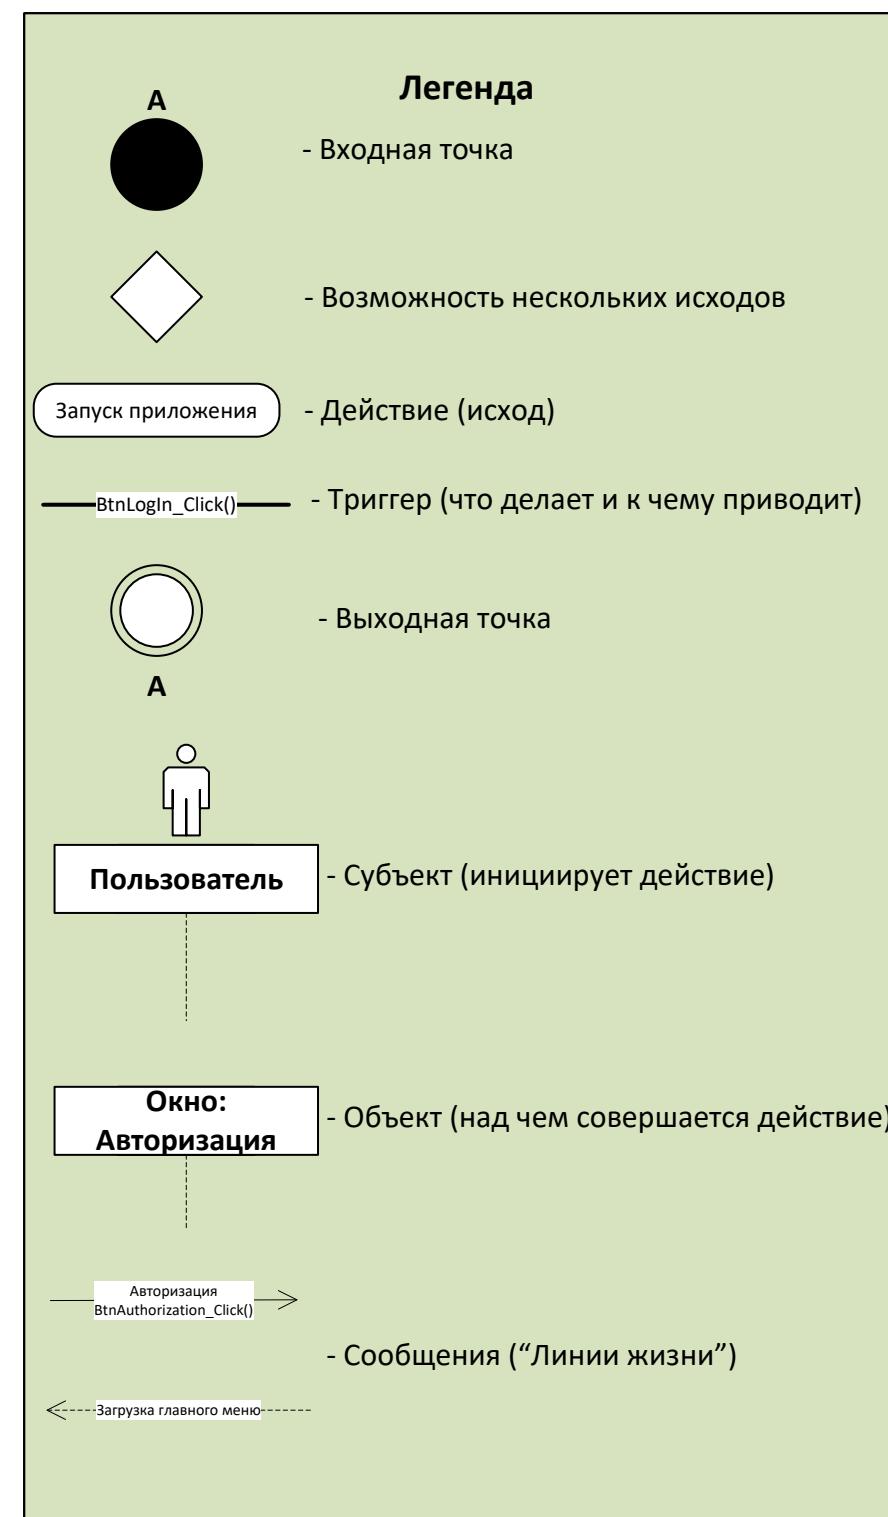 Легенда
А
- Входная точка
- Возможность нескольких исходов
Запуск приложения
- Действие (исход)
BtnLogIn_Click()
- Триггер (что делает и к чему приводит)
- Выходная точка
А
Пользователь
- Субъект (инициирует действие)
Окно:
Авторизация
- Объект (над чем совершается действие)
Авторизация
BtnAuthorization_Click()
- Сообщения (“Линии жизни”)
Загрузка главного меню